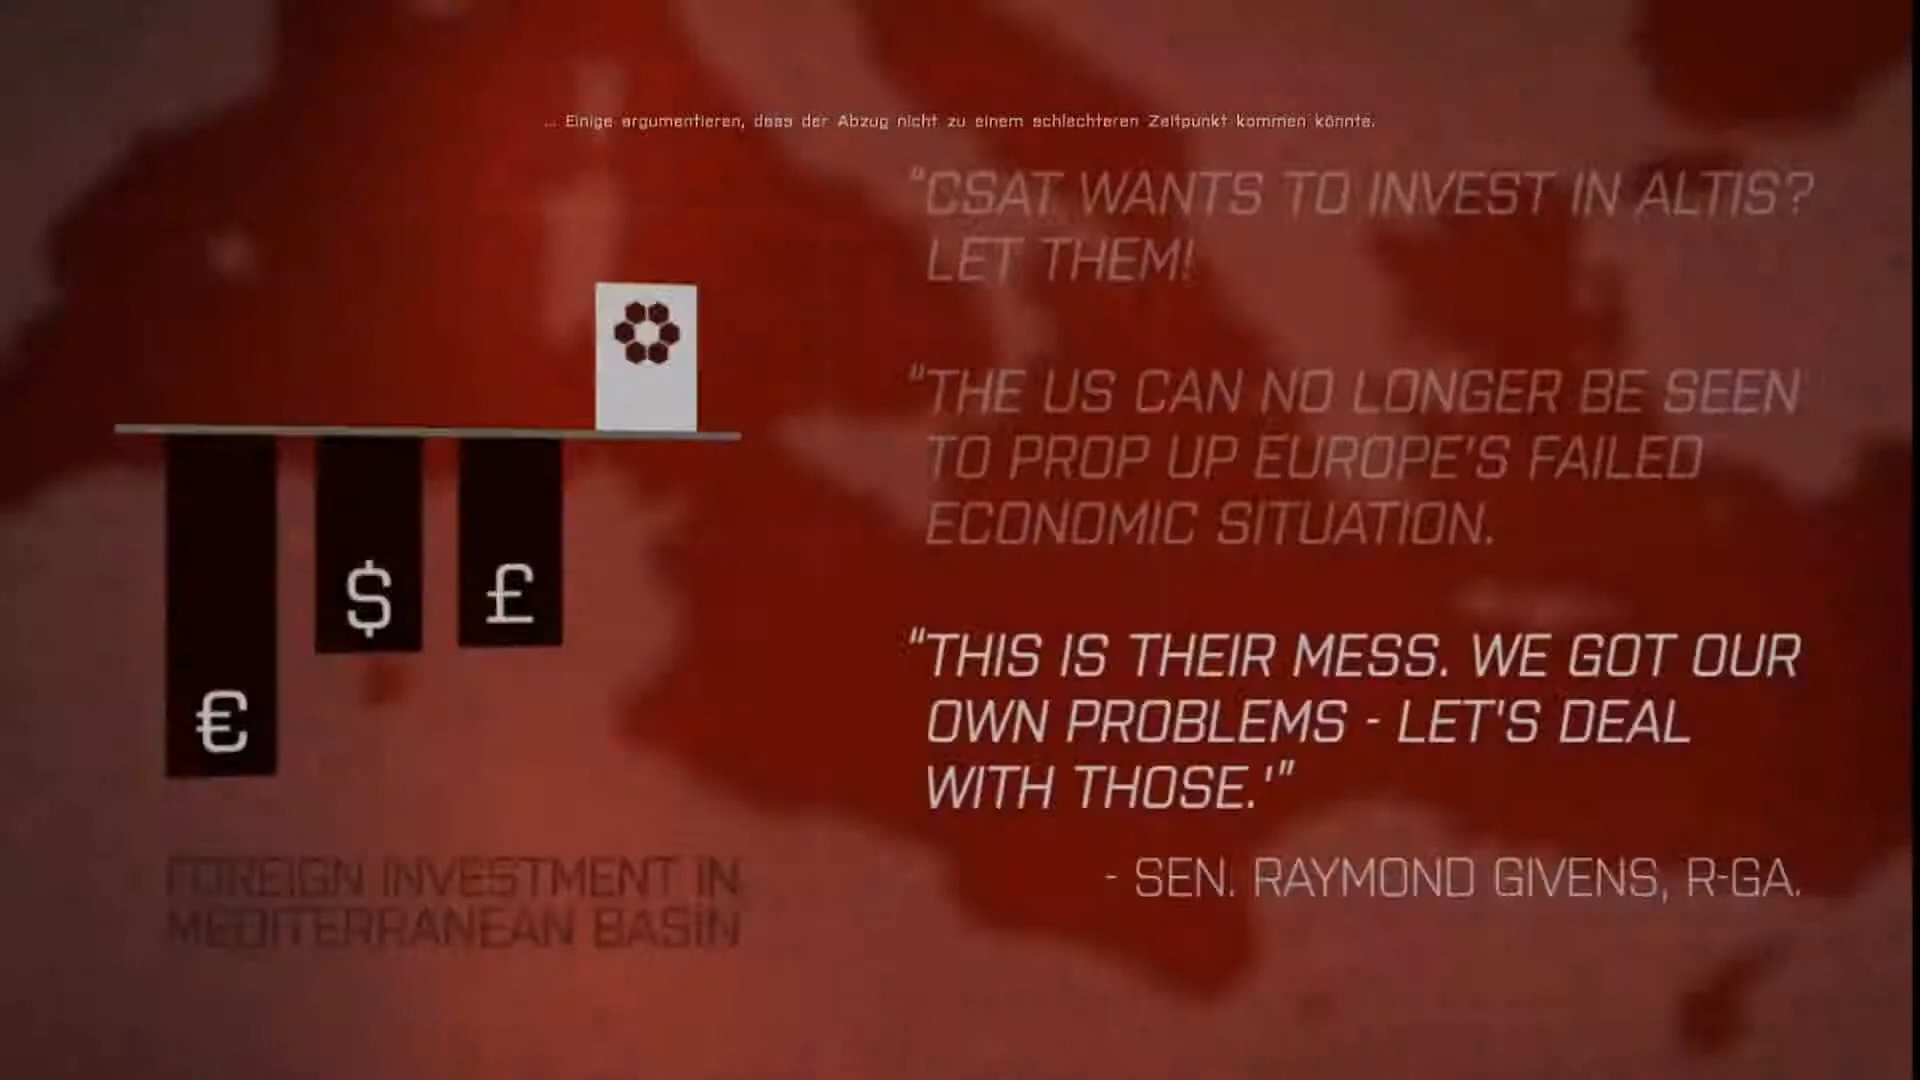 ... Einige argumentieren, dass der Abzug nicht zu einem schlechteren Zeitpunkt kommen könnte.
"CSAT WANTS TO INVEST IN ALTIS?
LET THEM!
"THE US CAN NO LONGER BE SEEN
TO PROP UP EUROPE'S FAILED
ECONOMIC SITUATION.
"THIS IS THEIR MESS. WE GOT OUR
OWN PROBLEMS - LET'S DEAL
WITH THOSE.'"
- SEN. RAYMOND GIVENS, R-GA.
$
£
€
FOREIGN INVESTMENT IN
MEDITERRANEAN BASIN